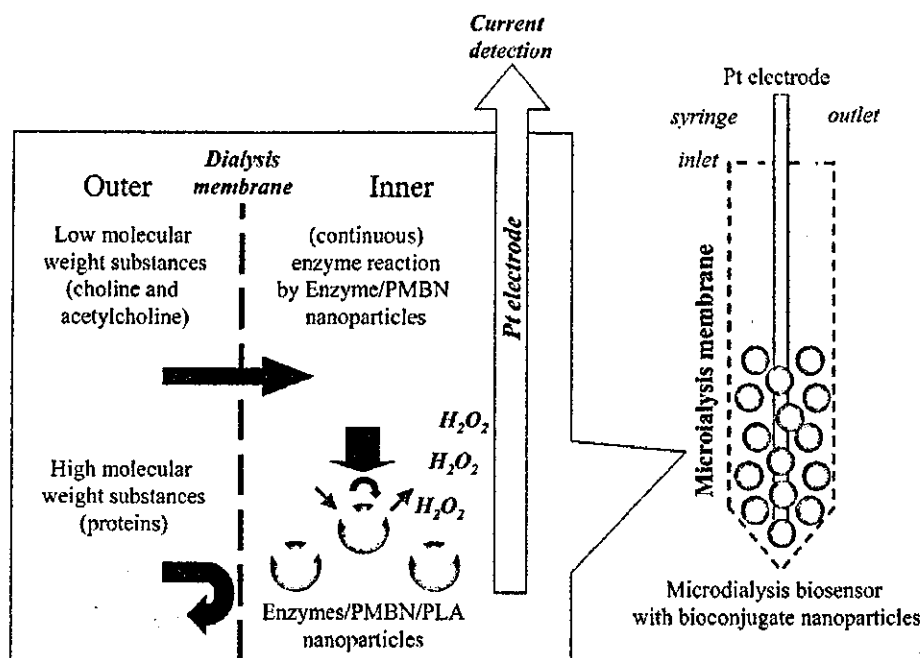 Current
detection
Pt electrode
syringe
outlet
inlet
Dialysis
membrane
Outer
Inner
Low molecular
weight substances
(choline and
acetylcholine)
(continuous)
enzyme reaction
by Enzyme/PMBN
nanoparticles
Pt electrode
Microialysis membrane
H₂O₂
H₂O₂
H₂O₂
High molecular
weight substances
(proteins)
Enzymes/PMBN/PLA
nanoparticles
Microdialysis biosensor
with bioconjugate nanoparticles